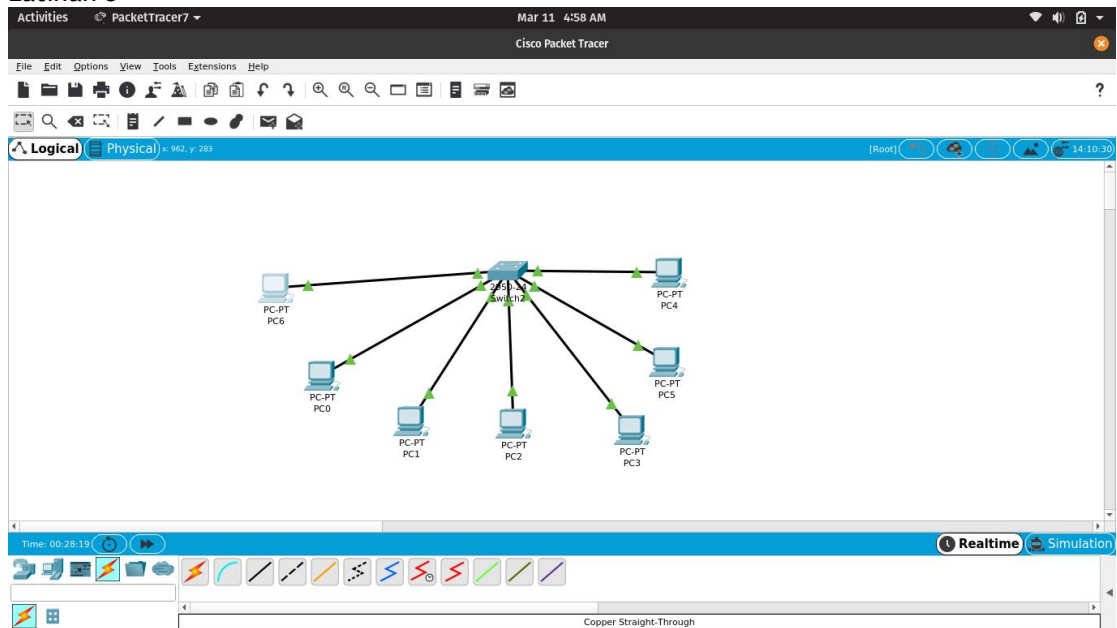 Activities PacketTracer7 Mar 11 4:58 AM
Cisco Packet Tracer
File Edit Options View Tools Extensions Help
?
Logical Physical x: 962, y: 283 [Root] 14:10:30
2950-24
Switch2
PC-PT
PC4
PC-PT
PC6
PC-PT
PC5
PC-PT
PC0
PC-PT
PC1
PC-PT
PC2
PC-PT
PC3
Time: 00:28:19 Realtime Simulation
Copper Straight-Through